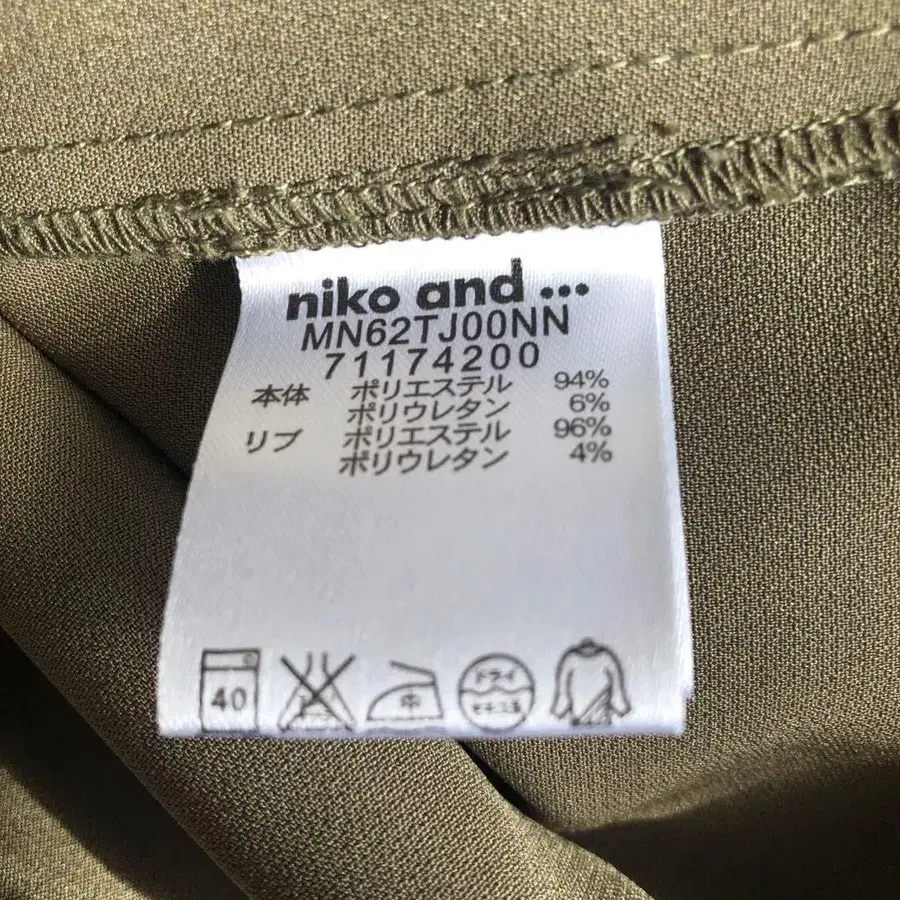 niko and ...
MN62TJ00NN
71174200
本体 ポリエステル 94%
ポリウレタン 6%
リブ ポリエステル 96%
ポリウレタン 4%
40
中
ドライ
セキユ系